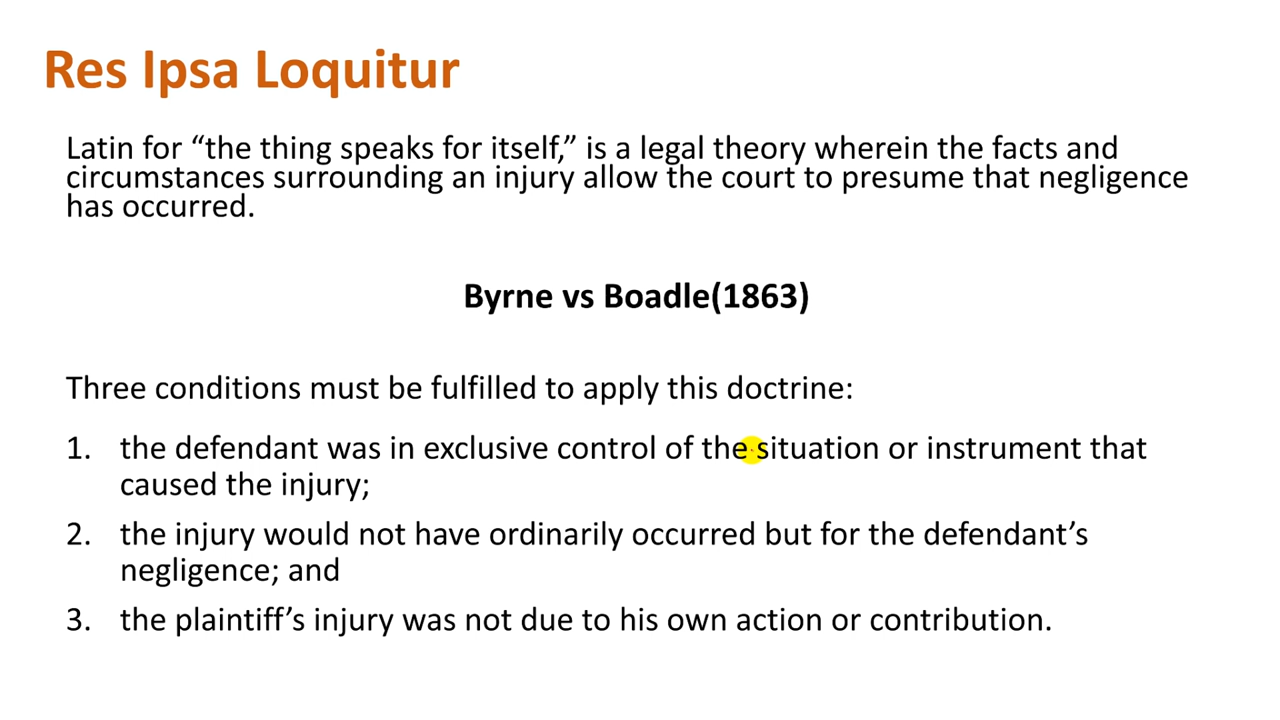 Res Ipsa Loquitur
Latin for “the thing speaks for itself,” is a legal theory wherein the facts and
circumstances surrounding an injury allow the court to presume that negligence
has occurred.
Byrne vs Boadle(1863)
Three conditions must be fulfilled to apply this doctrine:
1. the defendant was in exclusive control of the situation or instrument that
caused the injury;
2. the injury would not have ordinarily occurred but for the defendant’s
negligence; and
3. the plaintiff’s injury was not due to his own action or contribution.